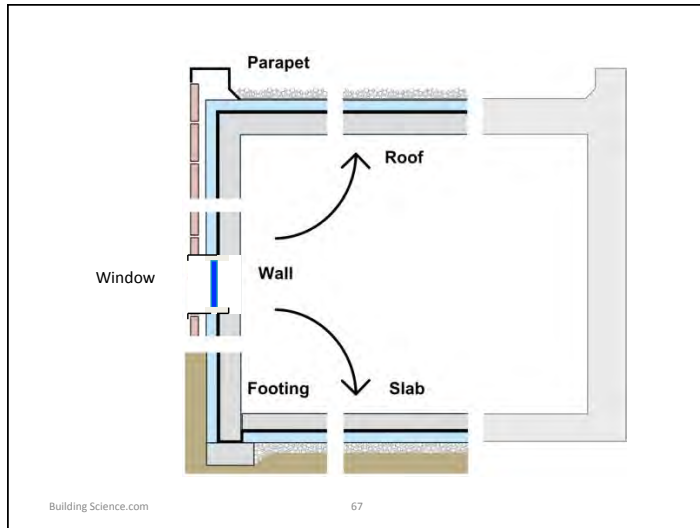 Parapet
Roof
Window
Wall
Footing
Slab
Building Science.com
67